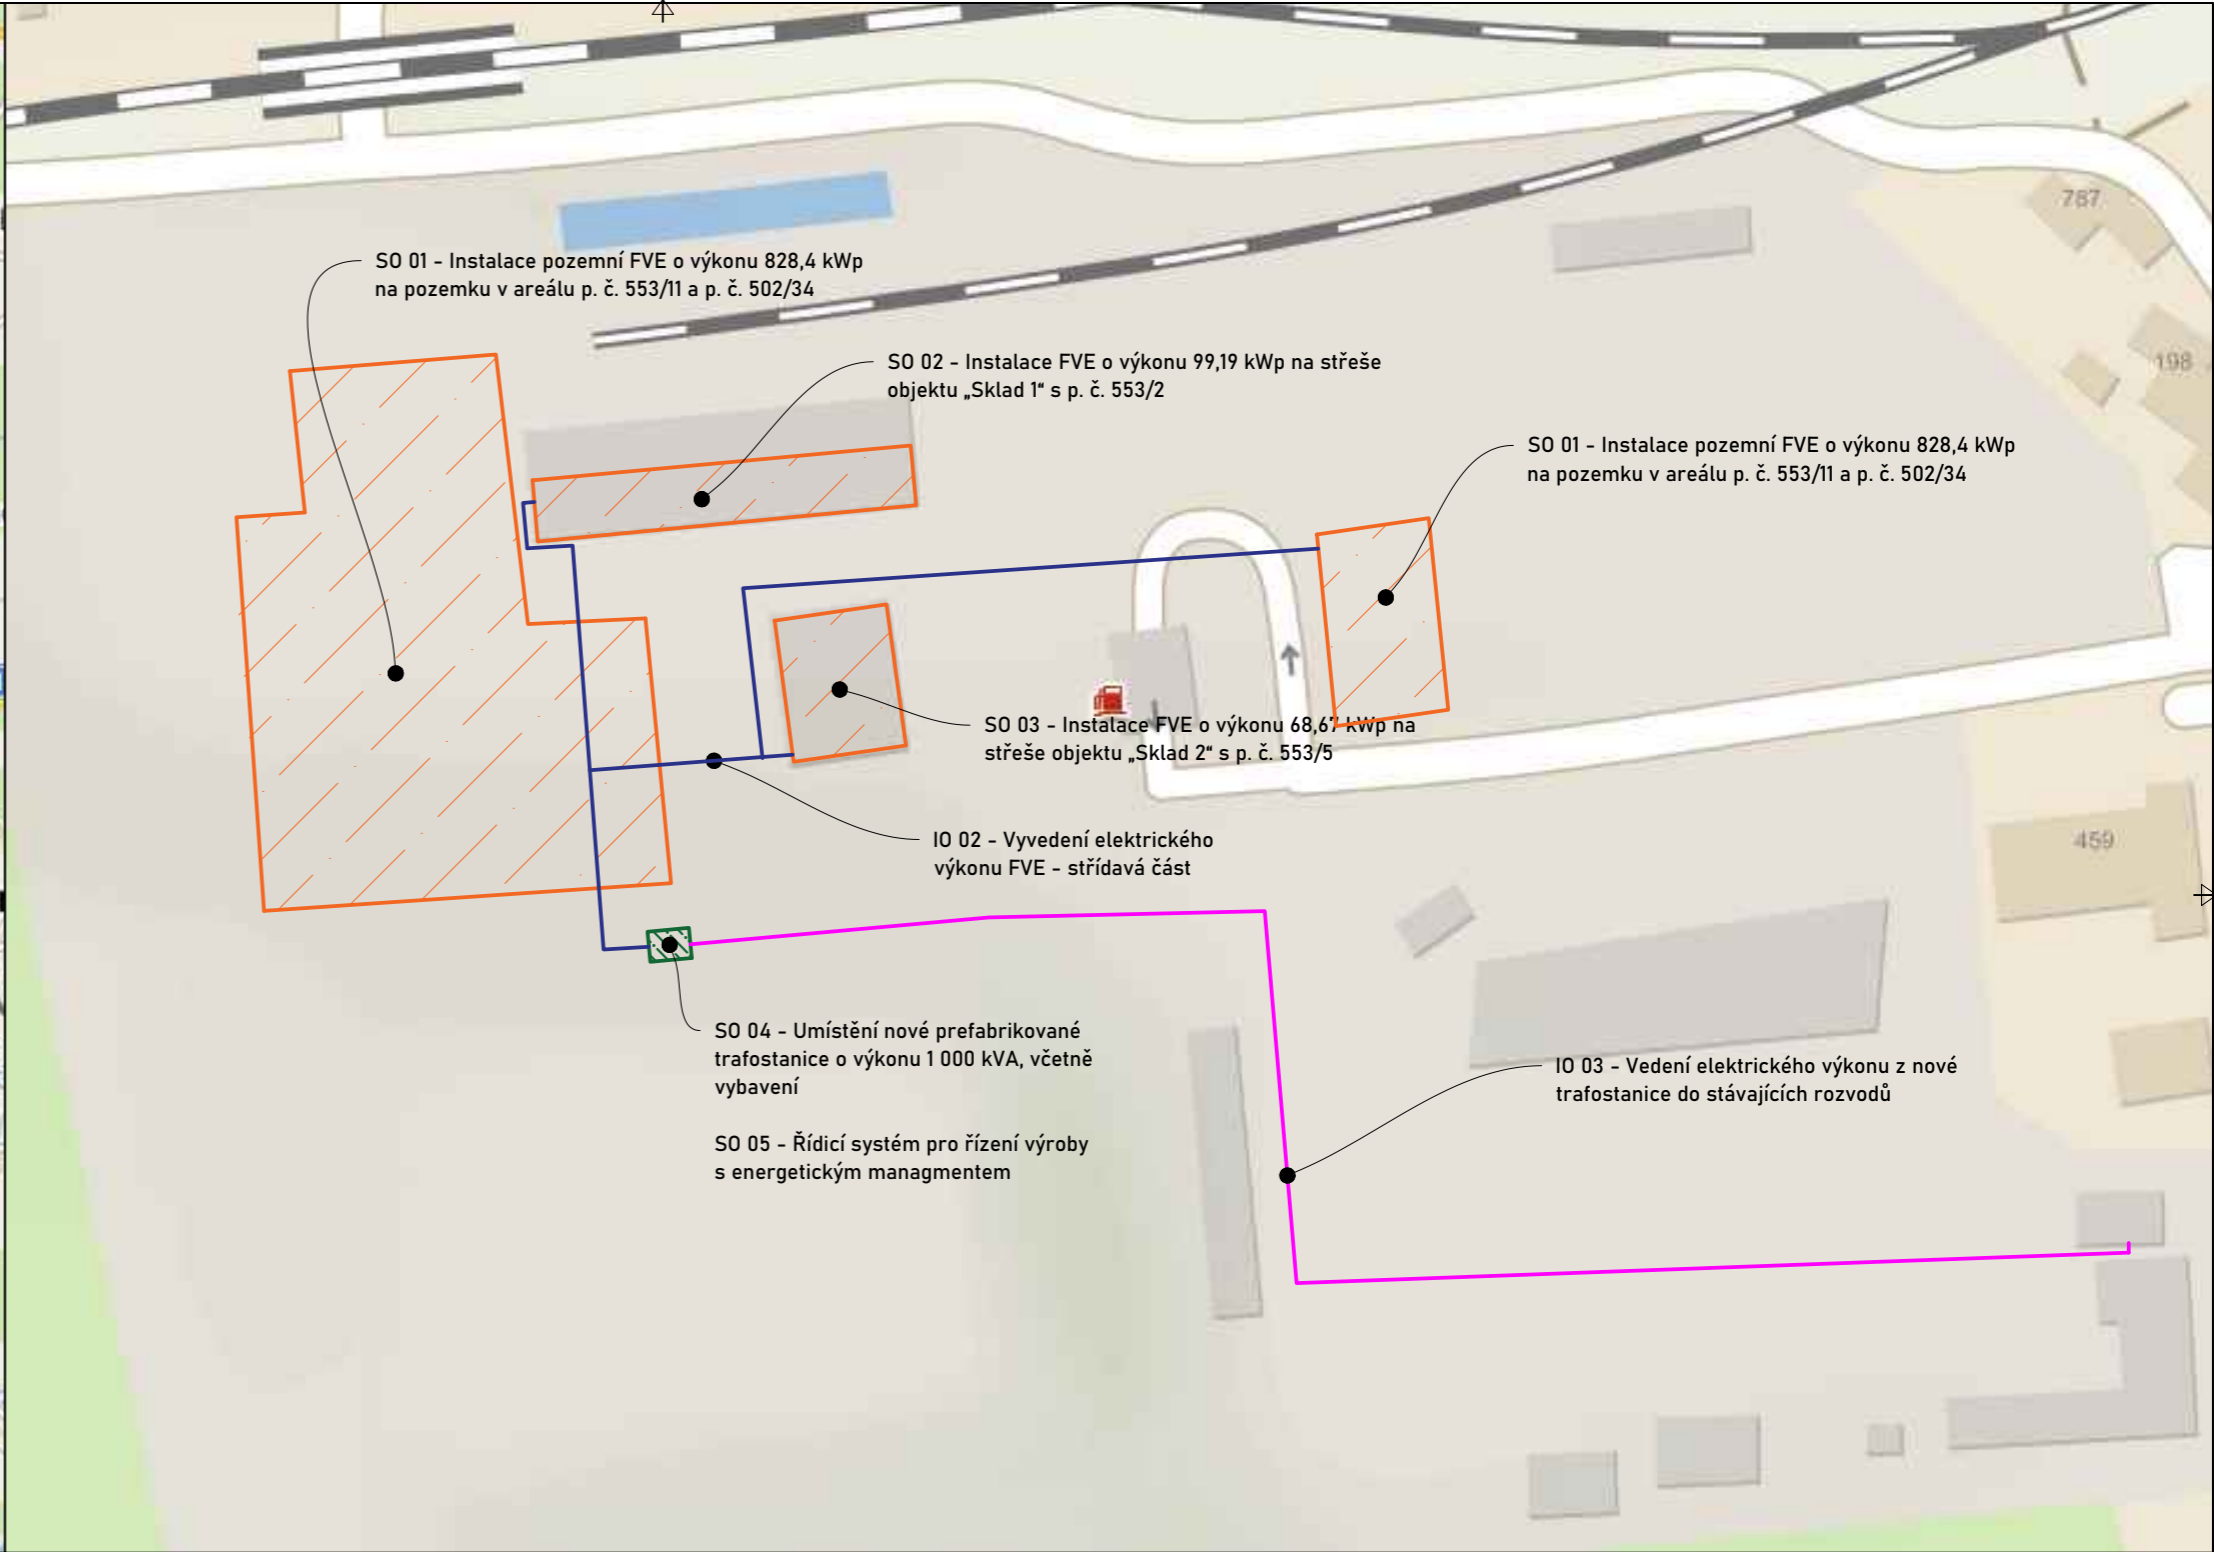 787
SO 01 - Instalace pozemní FVE o výkonu 828,4 kWp
na pozemku v areálu p. č. 553/11 a p. č. 502/34
SO 02 - Instalace FVE o výkonu 99,19 kWp na střeše
objektu „Sklad 1“ s p. č. 553/2
198
SO 01 - Instalace pozemní FVE o výkonu 828,4 kWp
na pozemku v areálu p. č. 553/11 a p. č. 502/34
SO 03 - Instalace FVE o výkonu 68,67 kWp na
střeše objektu „Sklad 2“ s p. č. 553/5
IO 02 - Vyvedení elektrického
výkonu FVE - střídavá část
459
SO 04 - Umístění nové prefabrikované
trafostanice o výkonu 1 000 kVA, včetně
vybavení
SO 05 - Řídicí systém pro řízení výroby
s energetickým managmentem
IO 03 - Vedení elektrického výkonu z nové
trafostanice do stávajících rozvodů